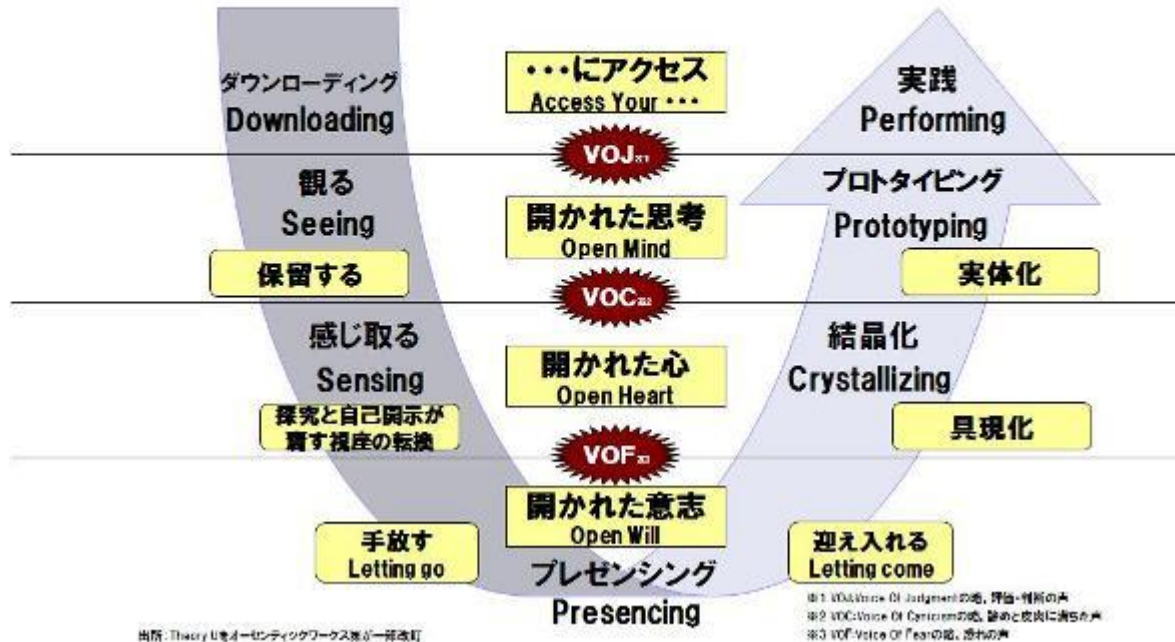 ダウンローディング
Downloading
・・・にアクセス
Access Your ・・・
実践
Performing
VOJ※1
観る
Seeing
開かれた思考
Open Mind
プロトタイピング
Prototyping
保留する
実体化
VOC※2
感じ取る
Sensing
開かれた心
Open Heart
結晶化
Crystallizing
探究と自己開示が
齎す視座の転換
具現化
VOF※3
開かれた意志
Open Will
手放す
Letting go
迎え入れる
Letting come
プレゼンシング
Presencing
※1 VOJ:Voice Of Judgmentの略。評価・判断の声
※2 VOC:Voice Of Cynicismの略。諦めと皮肉に満ちた声
※3 VOF:Voice Of Fearの略。恐れの声
出所:Theory Uをオーセンティックワークス㈱が一部改訂